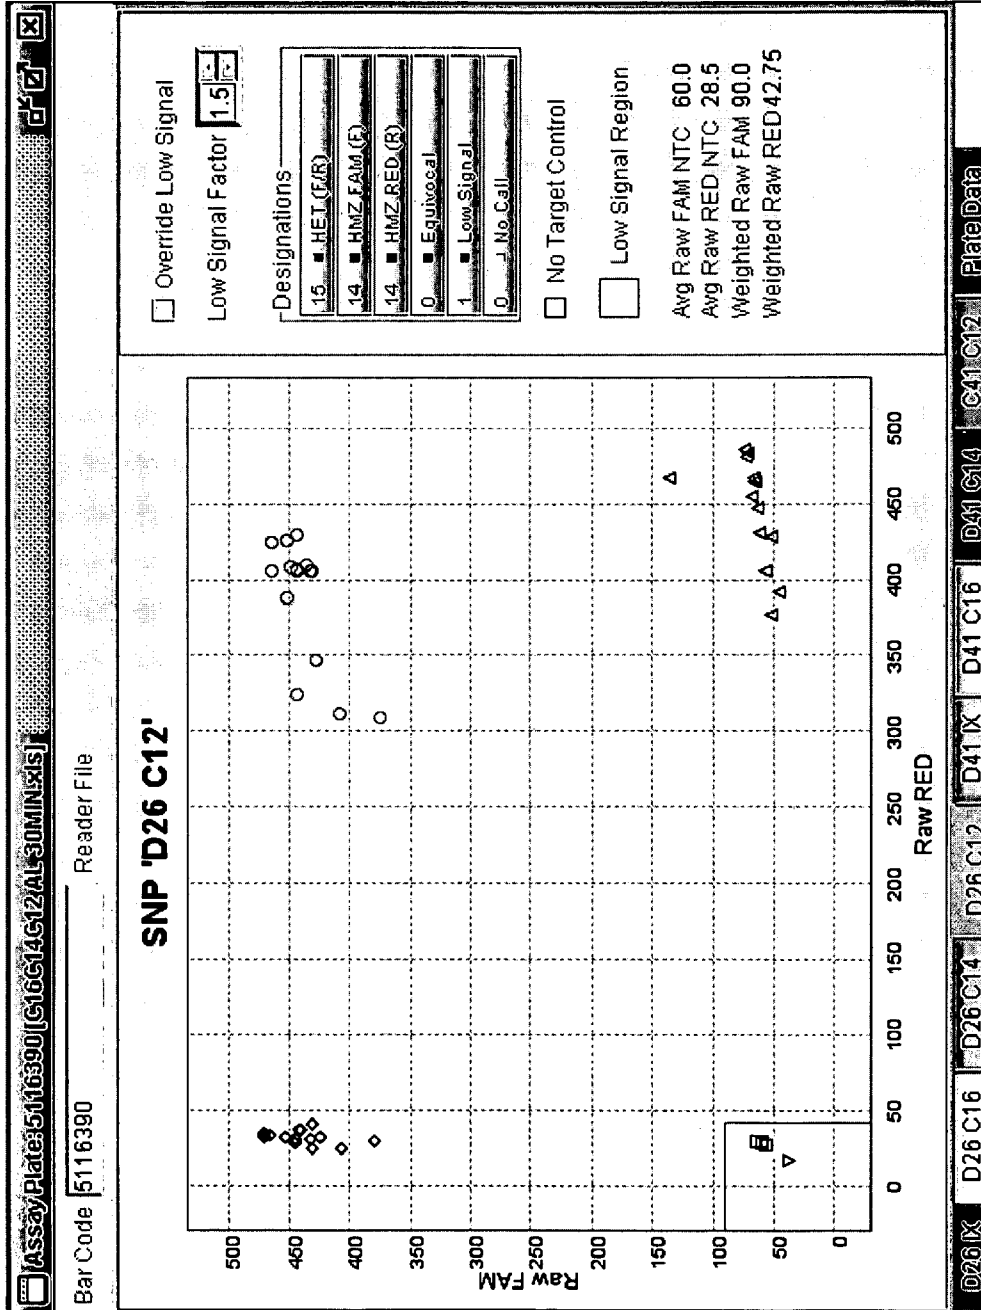 Assay Plate: 5116390 [C16C14C12/AL 30MIN.xls]
Bar Code 5116390 Reader File
SNP 'D26 C12'
500
450
400
350
300
250
200
150
100
50
0
Raw FAM
0 50 100 150 200 250 300 350 400 450 500
Raw RED
Override Low Signal
Low Signal Factor 1.5
Designations
15 HET (F/R)
14 HMZ FAM (F)
14 HMZ RED (R)
0 Equivocal
1 Low Signal
0 No Call
No Target Control
Low Signal Region
Avg Raw FAM NTC 60.0
Avg Raw RED NTC 28.5
Weighted Raw FAM 90.0
Weighted Raw RED 42.75
D26 IX D26 C16 D26 C14 D26 C12 D41 IX D41 C16 D41 C14 C41 C12 Plate Data